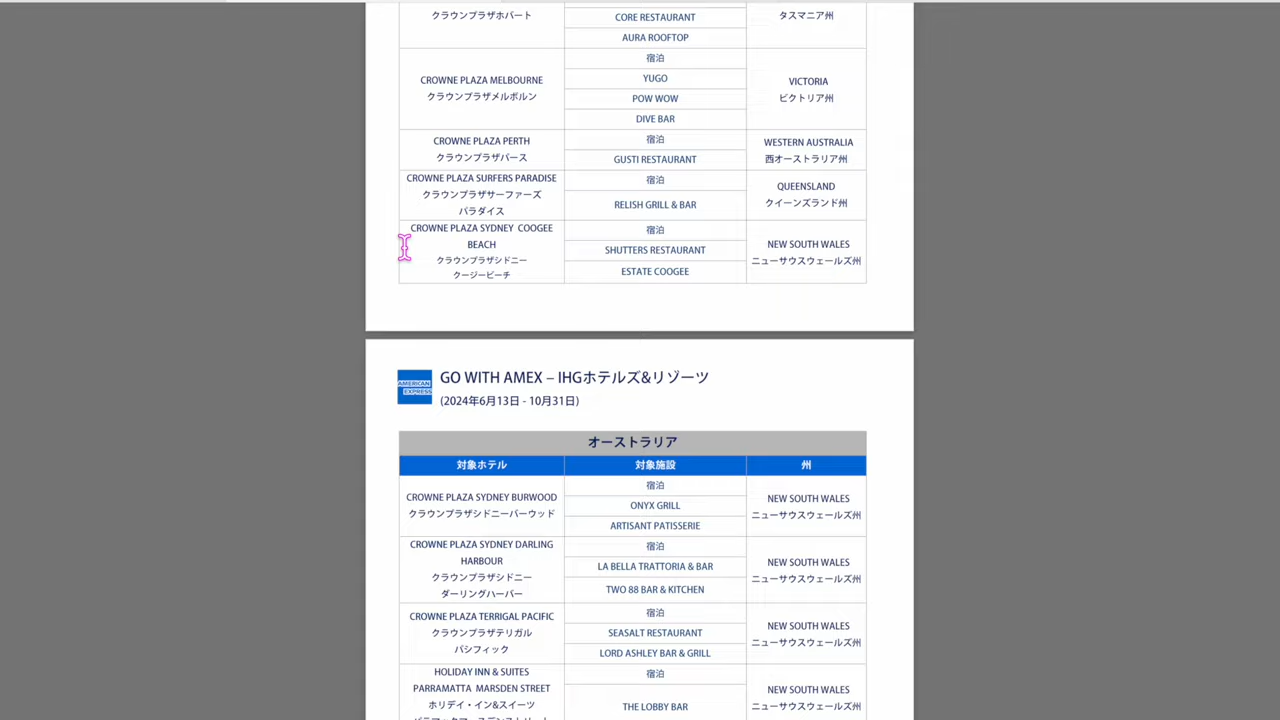 クラウンプラザホバート
CORE RESTAURANT
タスマニア州
AURA ROOFTOP
CROWNE PLAZA MELBOURNE
クラウンプラザメルボルン
宿泊
YUGO
POW WOW
DIVE BAR
VICTORIA
ビクトリア州
CROWNE PLAZA PERTH
クラウンプラザパース
宿泊
GUSTI RESTAURANT
WESTERN AUSTRALIA
西オーストラリア州
CROWNE PLAZA SURFERS PARADISE
クラウンプラザサーファーズ
パラダイス
宿泊
RELISH GRILL & BAR
QUEENSLAND
クイーンズランド州
CROWNE PLAZA SYDNEY COOGEE
BEACH
クラウンプラザシドニー
クージービーチ
宿泊
SHUTTERS RESTAURANT
ESTATE COOGEE
NEW SOUTH WALES
ニューサウスウェールズ州
AMERICAN
EXPRESS
GO WITH AMEX – IHGホテルズ&リゾーツ
(2024年6月13日 - 10月31日)
オーストラリア
対象ホテル
対象施設
州
CROWNE PLAZA SYDNEY BURWOOD
クラウンプラザシドニーバーウッド
宿泊
ONYX GRILL
ARTISANT PATISSERIE
NEW SOUTH WALES
ニューサウスウェールズ州
CROWNE PLAZA SYDNEY DARLING
HARBOUR
クラウンプラザシドニー
ダーリングハーバー
宿泊
LA BELLA TRATTORIA & BAR
TWO 88 BAR & KITCHEN
NEW SOUTH WALES
ニューサウスウェールズ州
CROWNE PLAZA TERRIGAL PACIFIC
クラウンプラザテリガル
パシフィック
宿泊
SEASALT RESTAURANT
LORD ASHLEY BAR & GRILL
NEW SOUTH WALES
ニューサウスウェールズ州
HOLIDAY INN & SUITES
PARRAMATTA MARSDEN STREET
ホリデイ・イン&スイーツ
宿泊
THE LOBBY BAR
NEW SOUTH WALES
ニューサウスウェールズ州